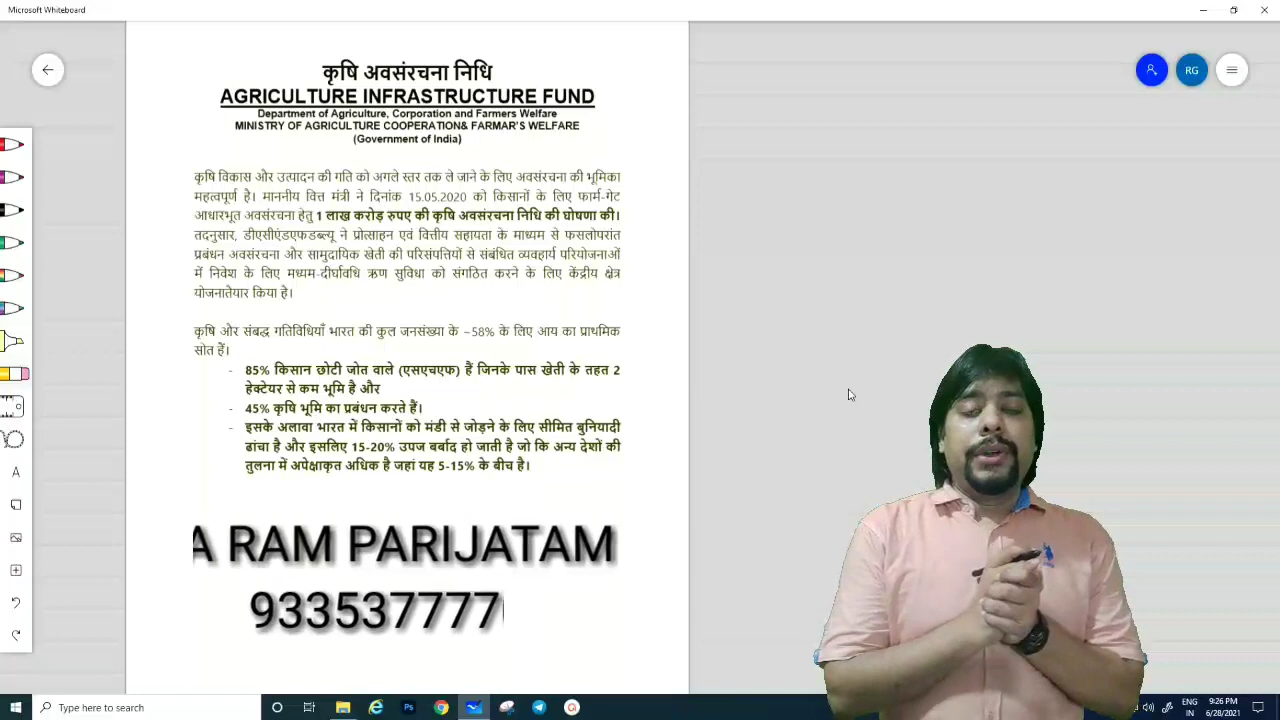 Microsoft Whiteboard
RG
कृषि अवसंरचना निधि
AGRICULTURE INFRASTRUCTURE FUND
Department of Agriculture, Corporation and Farmers Welfare
MINISTRY OF AGRICULTURE COOPERATION& FARMAR'S WELFARE
(Government of India)
कृषि विकास और उत्पादन की गति को अगले स्तर तक ले जाने के लिए अवसंरचना की भूमिका
महत्वपूर्ण है। माननीय वित्त मंत्री ने दिनांक 15.05.2020 को किसानों के लिए फार्म-गेट
आधारभूत अवसंरचना हेतु 1 लाख करोड़ रुपए की कृषि अवसंरचना निधि की घोषणा की।
तदनुसार, डीएसीएंडएफडब्ल्यू ने प्रोत्साहन एवं वित्तीय सहायता के माध्यम से फसलोपरांत
प्रबंधन अवसंरचना और सामुदायिक खेती की परिसंपत्तियों से संबंधित व्यवहार्य परियोजनाओं
में निवेश के लिए मध्यम-दीर्घावधि ऋण सुविधा को संगठित करने के लिए केंद्रीय क्षेत्र
योजनातैयार किया है।
कृषि और संबद्ध गतिविधियाँ भारत की कुल जनसंख्या के ~58% के लिए आय का प्राथमिक
स्रोत हैं।
- 85% किसान छोटी जोत वाले (एसएचएफ) हैं जिनके पास खेती के तहत 2
हेक्टेयर से कम भूमि है और
- 45% कृषि भूमि का प्रबंधन करते हैं।
- इसके अलावा भारत में किसानों को मंडी से जोड़ने के लिए सीमित बुनियादी
ढांचा है और इसलिए 15-20% उपज बर्बाद हो जाती है जो कि अन्य देशों की
तुलना में अपेक्षाकृत अधिक है जहां यह 5-15% के बीच है।
A RAM PARIJATAM
933537777
Type here to search
ENG
IN
9:26 PM
6/28/2021